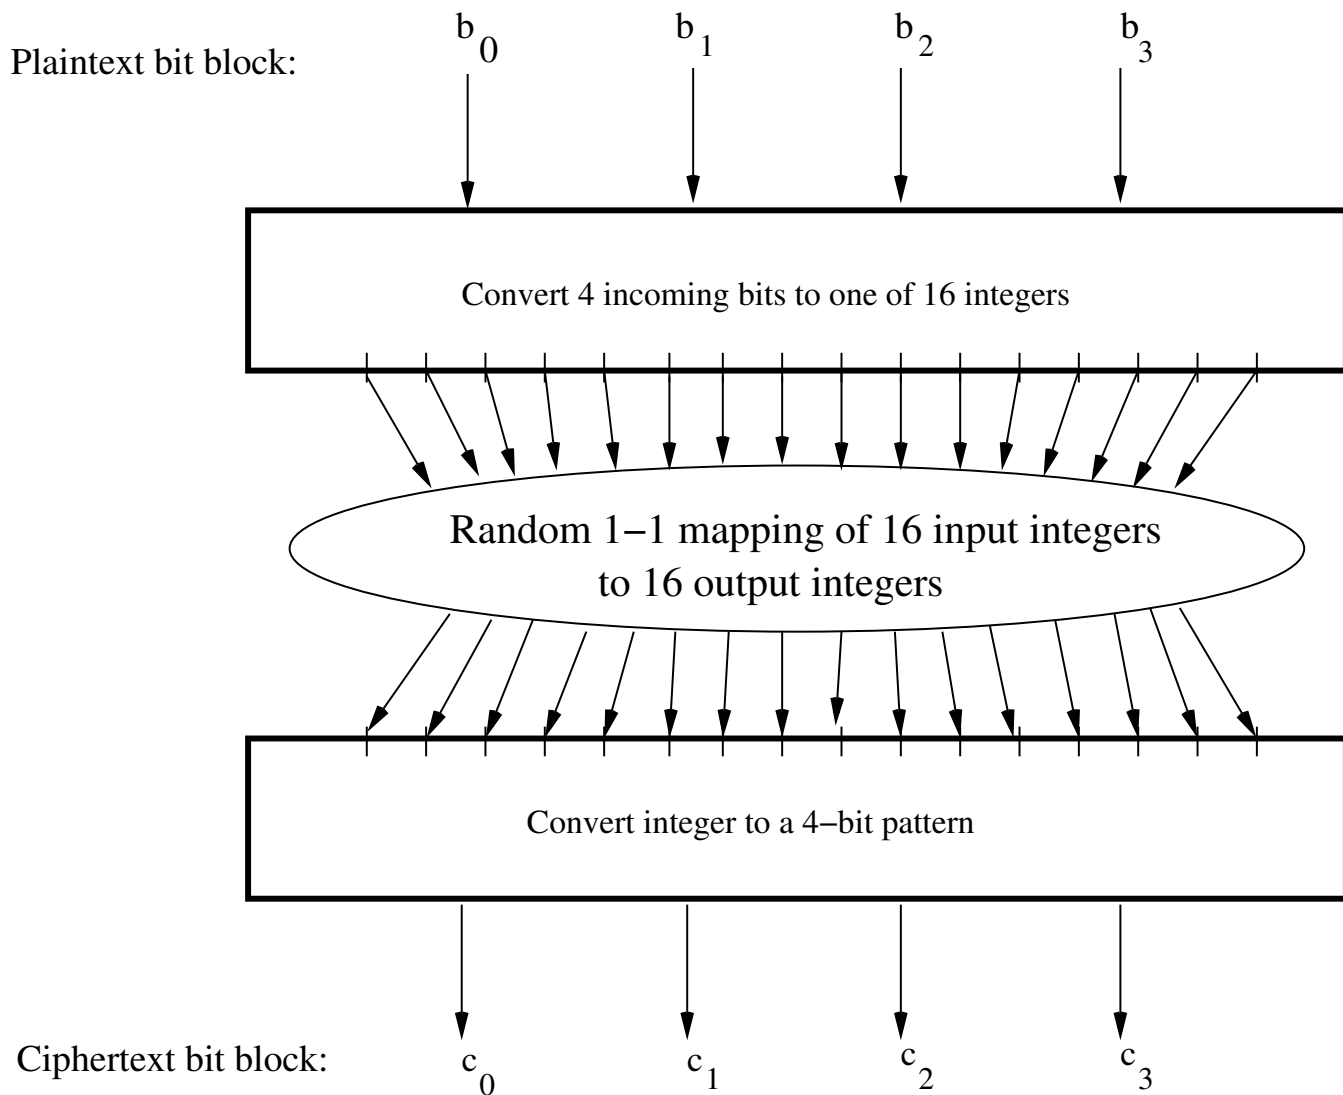 b0 b1 b2 b3
Plaintext bit block:
Convert 4 incoming bits to one of 16 integers
Random 1−1 mapping of 16 input integers
to 16 output integers
Convert integer to a 4−bit pattern
Ciphertext bit block: c0 c1 c2 c3